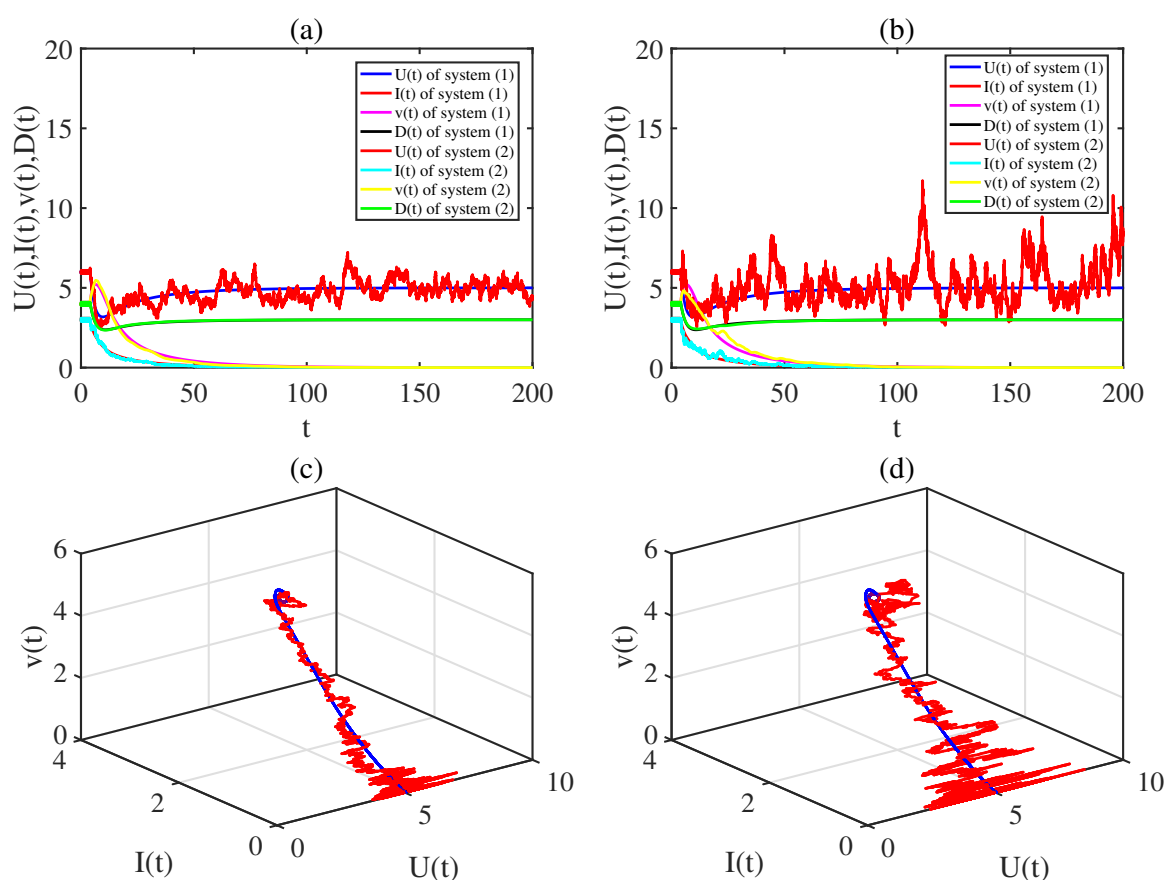 (a)
20
15
10
5
0
0
50
100
150
200
t
U(t),I(t),v(t),D(t)
U(t) of system (1)
I(t) of system (1)
v(t) of system (1)
D(t) of system (1)
U(t) of system (2)
I(t) of system (2)
v(t) of system (2)
D(t) of system (2)
(b)
20
15
10
5
0
0
50
100
150
200
t
U(t),I(t),v(t),D(t)
U(t) of system (1)
I(t) of system (1)
v(t) of system (1)
D(t) of system (1)
U(t) of system (2)
I(t) of system (2)
v(t) of system (2)
D(t) of system (2)
(c)
6
4
2
0
v(t)
4
2
0
I(t)
0
5
10
U(t)
(d)
6
4
2
0
v(t)
4
2
0
I(t)
0
5
10
U(t)